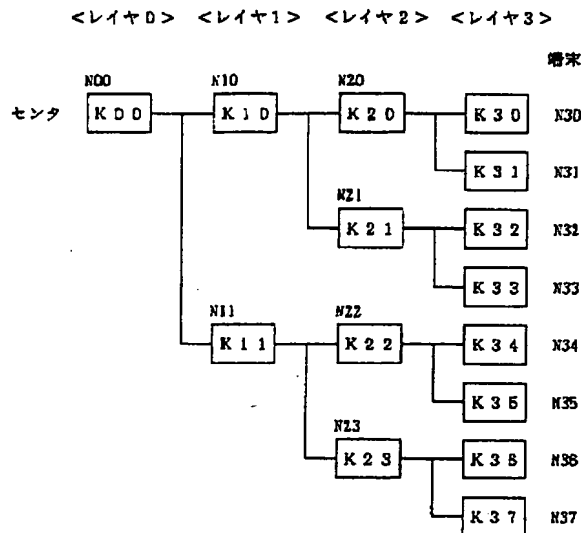 <レイヤ0> <レイヤ1> <レイヤ2> <レイヤ3>
端末
N00 N10 N20
センタ K00 K10 K20 K30 N30
K31 N31
N21
K21 K32 N32
K33 N33
N11 N22
K11 K22 K34 N34
K35 N35
N23
K23 K36 N36
K37 N37